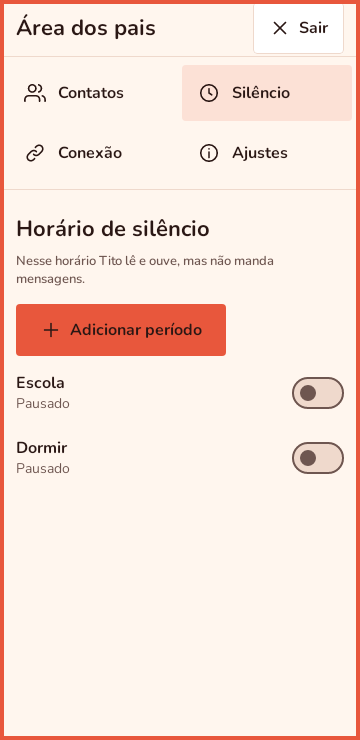 Área dos pais
Sair
Contatos
Silêncio
Conexão
Ajustes
Horário de silêncio
Nesse horário Tito lê e ouve, mas não manda
mensagens.
Adicionar período
Escola
Pausado
Dormir
Pausado